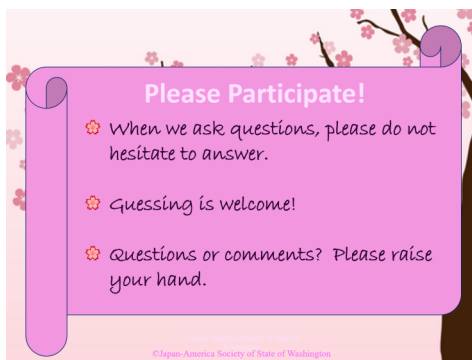 Please Participate!
When we ask questions, please do not
hesitate to answer.
Guessing is welcome!
Questions or comments? Please raise
your hand.
©Japan-America Society of State of Washington